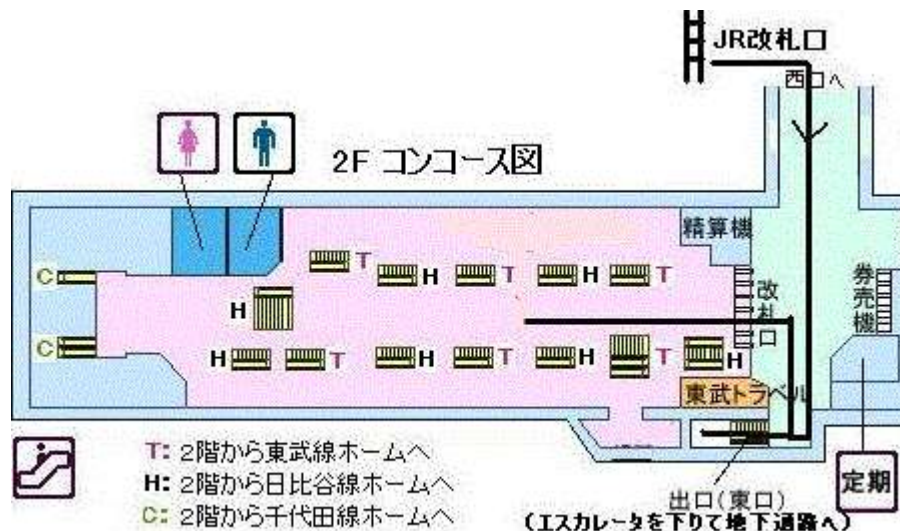 JR改札口
西口へ
2F コンコース図
精算機
C T H T H T
改札口
券売機
H
C H T H T H T H
東武トラベル
T: 2階から東武線ホームへ
H: 2階から日比谷線ホームへ
C: 2階から千代田線ホームへ
定期
出口(東口)
(エスカレータを下りて地下通路へ)